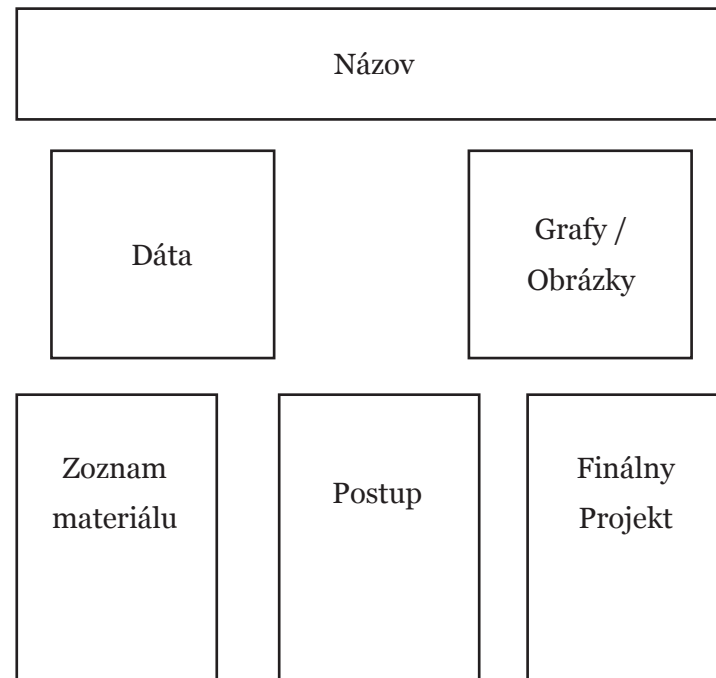 Názov
Dáta
Grafy /
Obrázky
Zoznam
materiálu
Postup
Finálny
Projekt